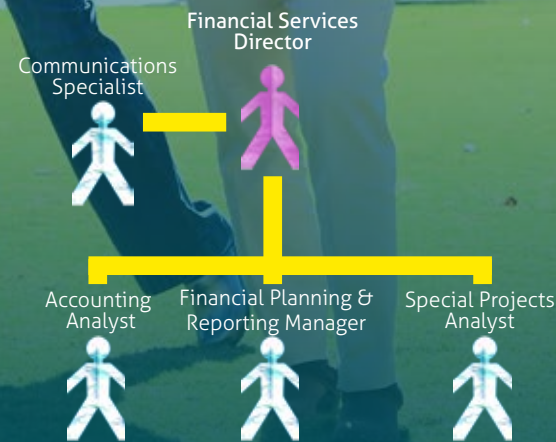 Financial Services
Director
Communications
Specialist
Accounting
Analyst
Financial Planning &
Reporting Manager
Special Projects
Analyst